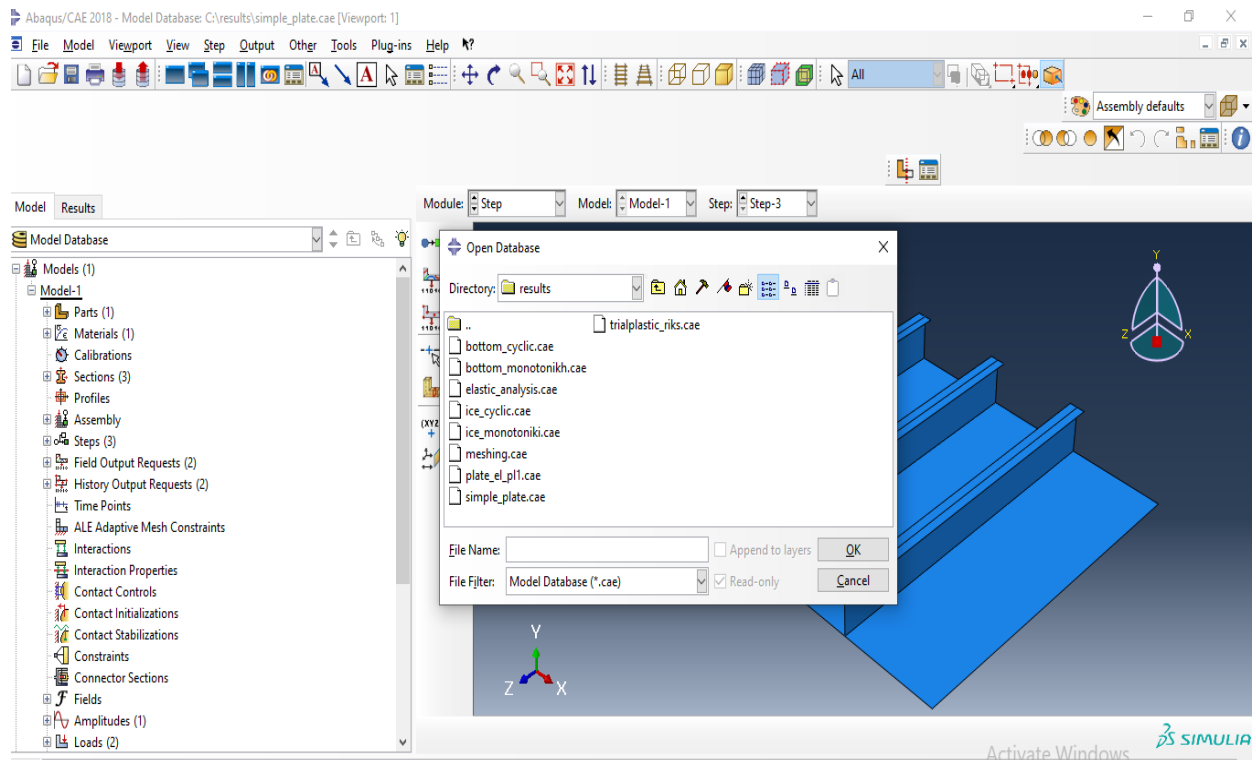 Abaqus/CAE 2018 - Model Database: C:\results\simple_plate.cae [Viewport: 1]
File Model Viewport View Step Output Other Tools Plug-ins Help
A A All
Assembly defaults
i
Model Results
Module: Step Model: Model-1 Step: Step-3
Model Database
Models (1)
Model-1
Parts (1)
Materials (1)
Calibrations
Sections (3)
Profiles
Assembly
Steps (3)
Field Output Requests (2)
History Output Requests (2)
Time Points
ALE Adaptive Mesh Constraints
Interactions
Interaction Properties
Contact Controls
Contact Initializations
Contact Stabilizations
Constraints
Connector Sections
Fields
Amplitudes (1)
Loads (2)
(XYZ
Open Database
Directory: results
..
trialplastic_riks.cae
bottom_cyclic.cae
bottom_monotonikh.cae
elastic_analysis.cae
ice_cyclic.cae
ice_monotoniki.cae
meshing.cae
plate_el_pl1.cae
simple_plate.cae
File Name:
Append to layers
OK
File Filter: Model Database (*.cae)
Read-only
Cancel
Y
Z X
Y
Z X
SIMULIA
Activate Windows